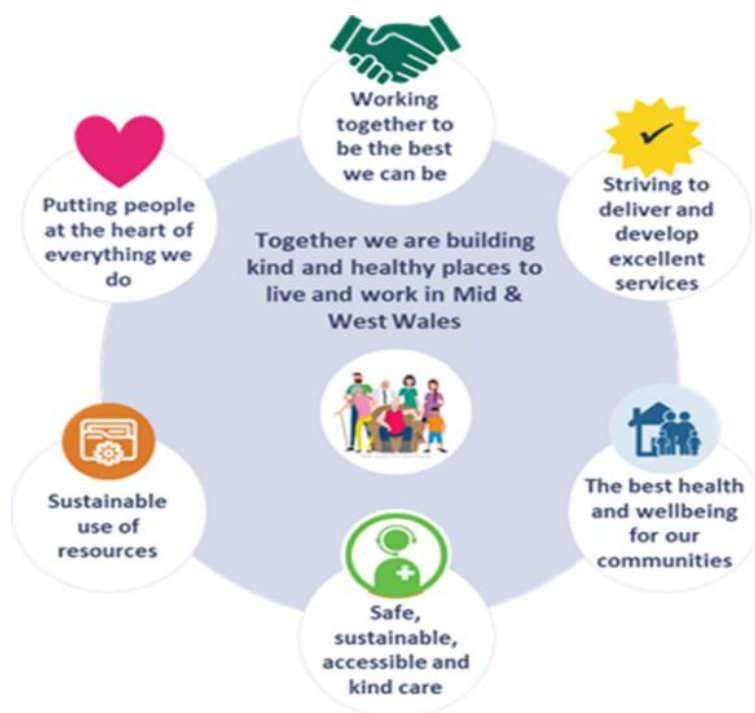 Working
together to
be the best
we can be
Putting people
at the heart of
everything we
do
Striving to
deliver and
develop
excellent
services
Together we are building
kind and healthy places to
live and work in Mid &
West Wales
Sustainable
use of
resources
The best health
and wellbeing
for our
communities
Safe,
sustainable,
accessible and
kind care